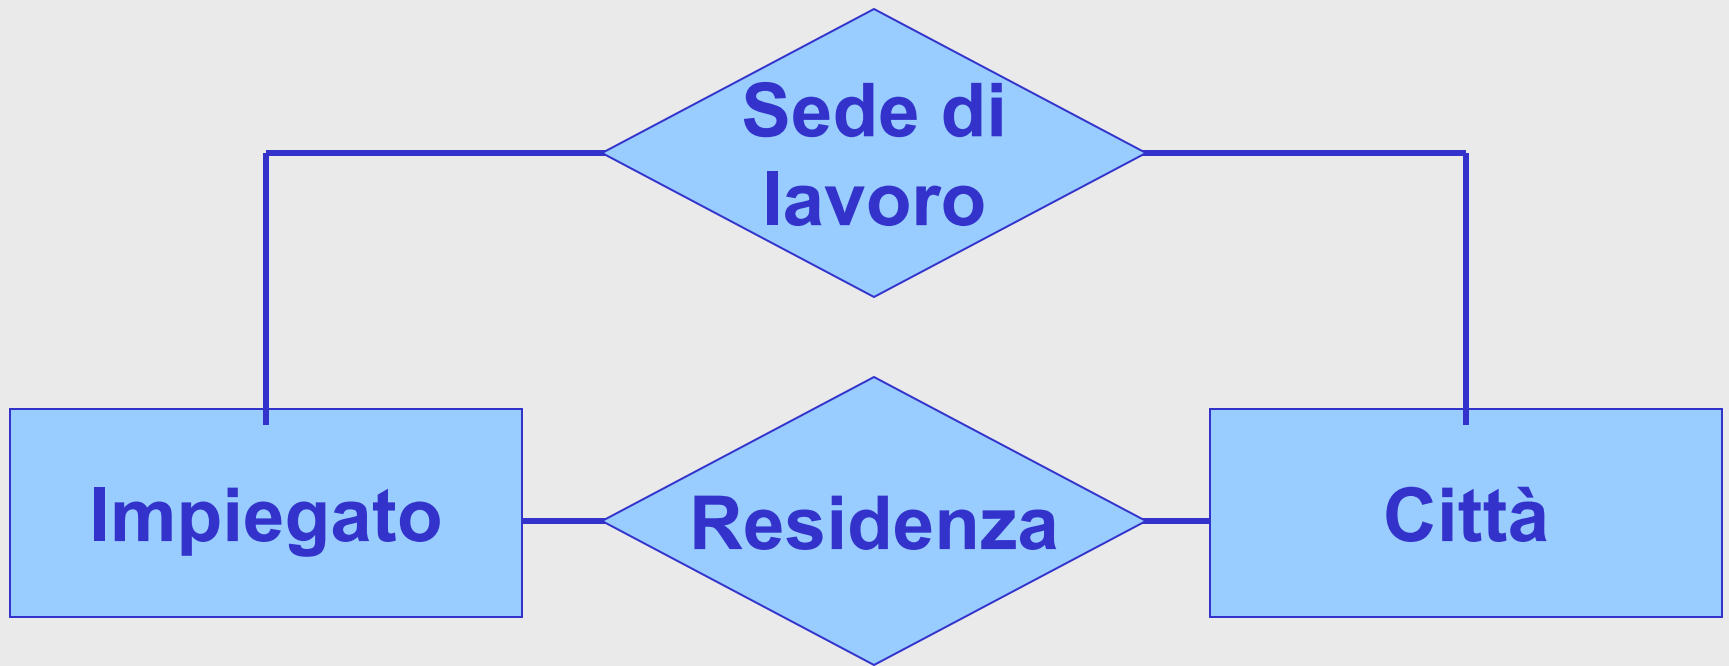 Sede di
lavoro
Impiegato
Residenza
Città